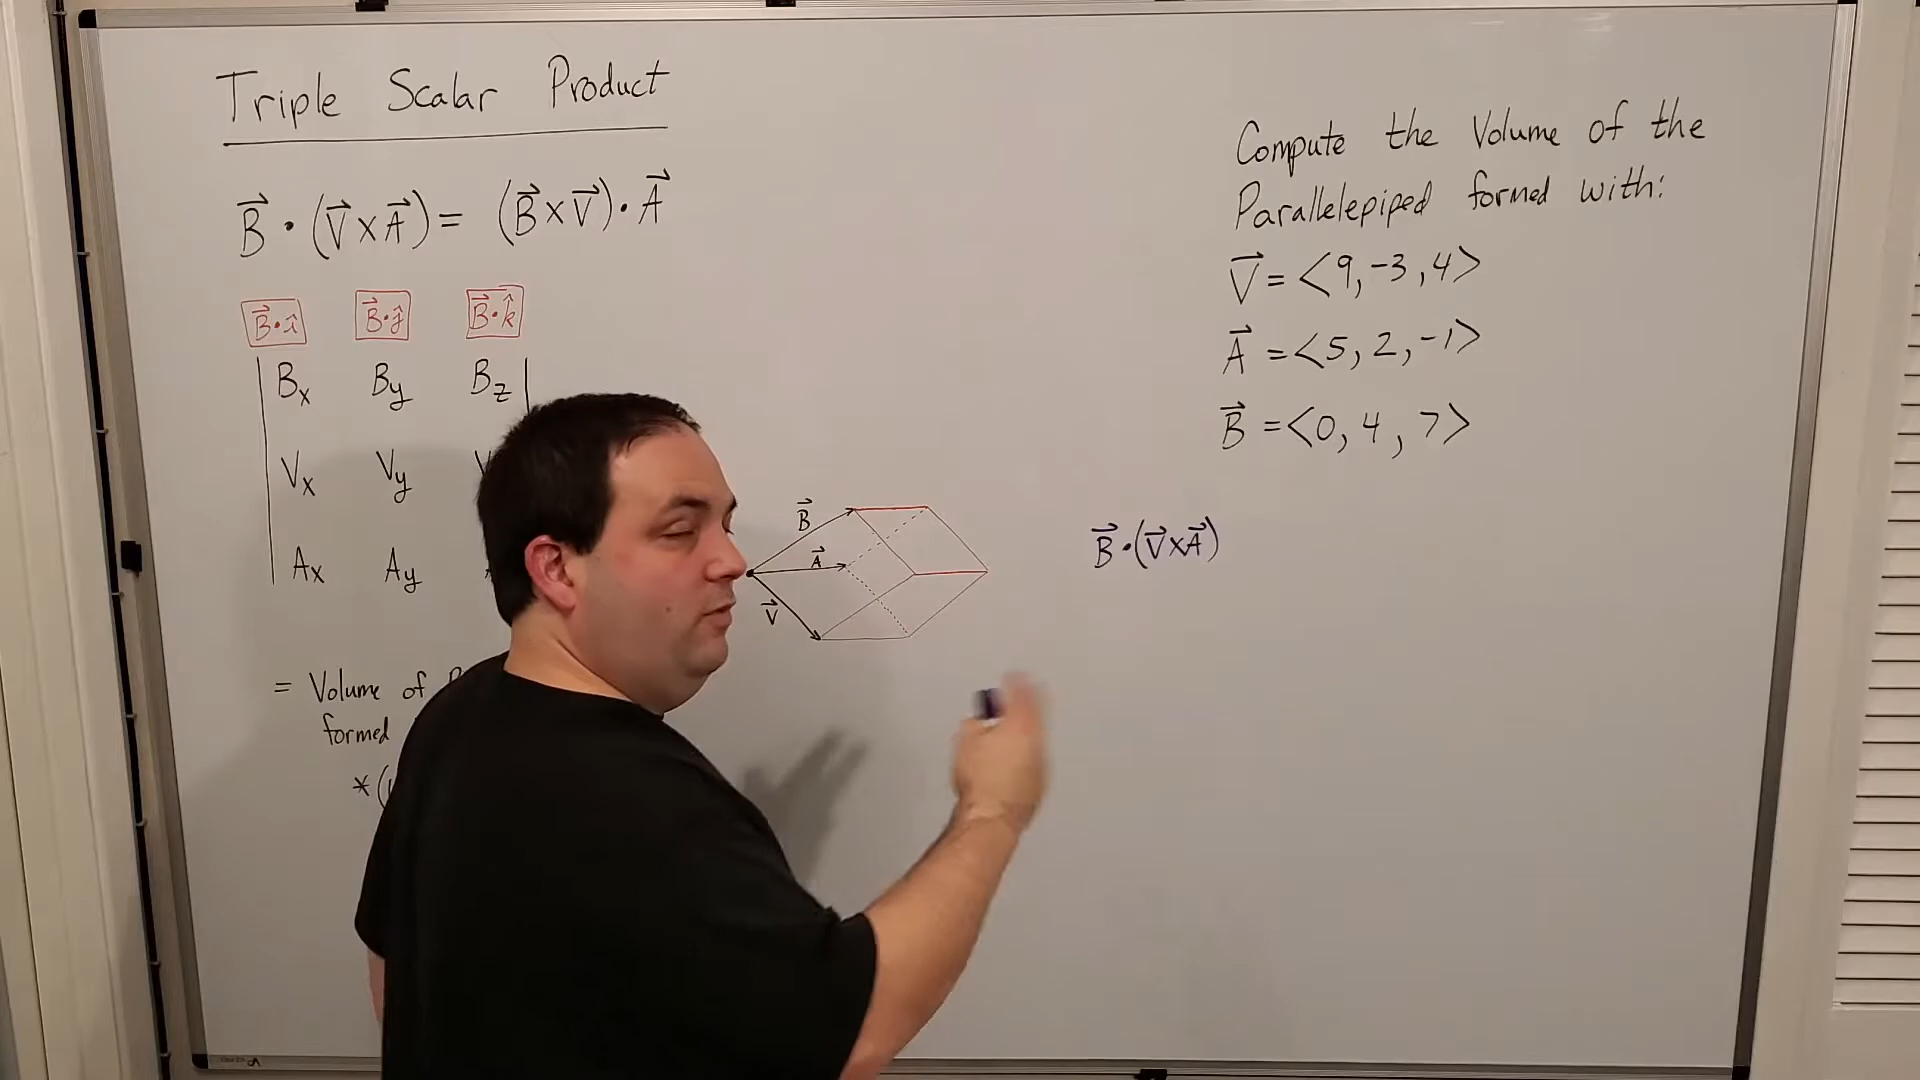 Triple Scalar Product
B⃗ · (V⃗ x A⃗) = (B⃗ x V⃗) · A⃗
B⃗·î B⃗·ĵ B⃗·k̂
Bx By Bz
Vx Vy V
Ax Ay
= Volume of
formed
*(
B⃗
A⃗
V⃗
Compute the Volume of the
Parallelepiped formed with:
V⃗ = <9, -3, 4>
A⃗ = <5, 2, -1>
B⃗ = <0, 4, 7>
B⃗ · (V⃗ x A⃗)